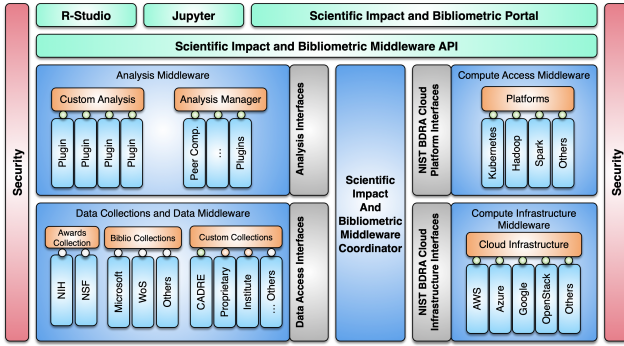 R-Studio
Jupyter
Scientific Impact and Bibliometric Portal
Scientific Impact and Bibliometric Middleware API
Security
Analysis Middleware
Custom Analysis
Plugin
Plugin
Plugin
Plugin
Analysis Manager
Peer Comp.
...
Plugins
Analysis Interfaces
Data Collections and Data Middleware
Awards
Collection
NIH
NSF
Biblio Collections
Microsoft
WoS
Others
Custom Collections
CADRE
Proprietary
Institute
... Others
Data Access Interfaces
Scientific
Impact
And
Bibliometric
Middleware
Coordinator
NIST BDRA Cloud
Platform Interfaces
Compute Access Middleware
Platforms
Kubernetes
Hadoop
Spark
Others
NIST BDRA Cloud
Infrastructure Interfaces
Compute Infrastructure
Middleware
Cloud Infrastructure
AWS
Azure
Google
OpenStack
Others
Security